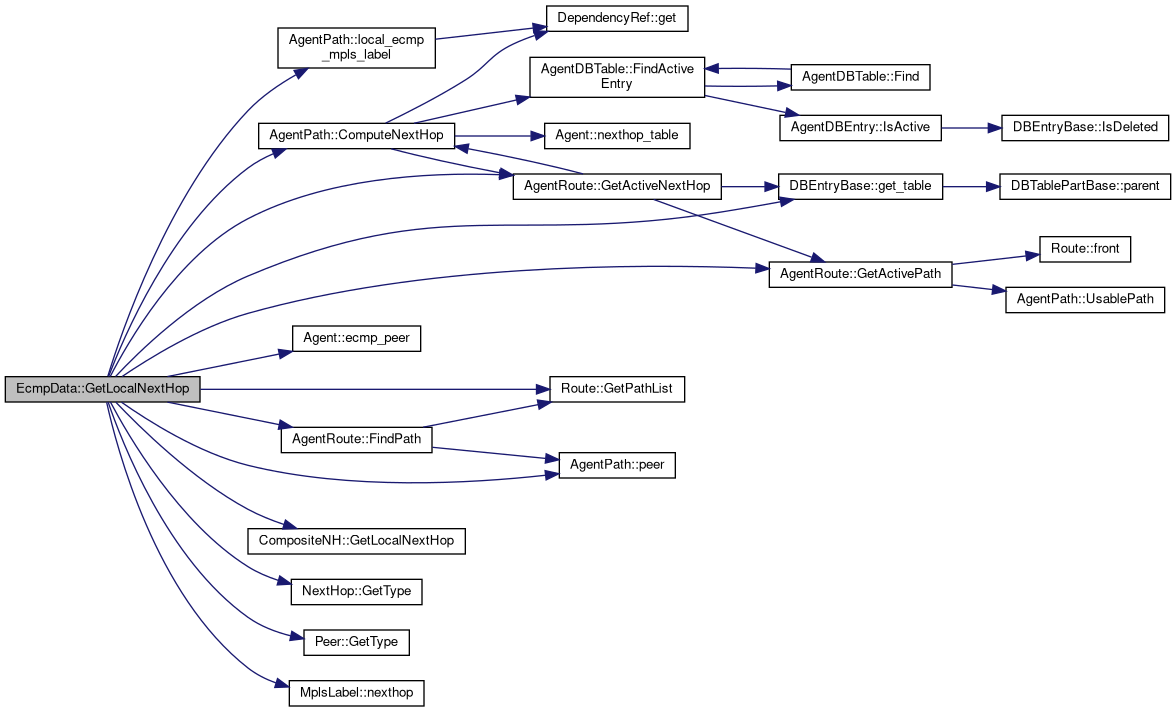 DependencyRef::get
AgentPath::local_ecmp
_mpls_label
AgentDBTable::FindActive
Entry
AgentDBTable::Find
AgentPath::ComputeNextHop
Agent::nexthop_table
AgentDBEntry::IsActive
DBEntryBase::IsDeleted
AgentRoute::GetActiveNextHop
DBEntryBase::get_table
DBTablePartBase::parent
Route::front
AgentRoute::GetActivePath
AgentPath::UsablePath
Agent::ecmp_peer
EcmpData::GetLocalNextHop
Route::GetPathList
AgentRoute::FindPath
AgentPath::peer
CompositeNH::GetLocalNextHop
NextHop::GetType
Peer::GetType
MplsLabel::nexthop